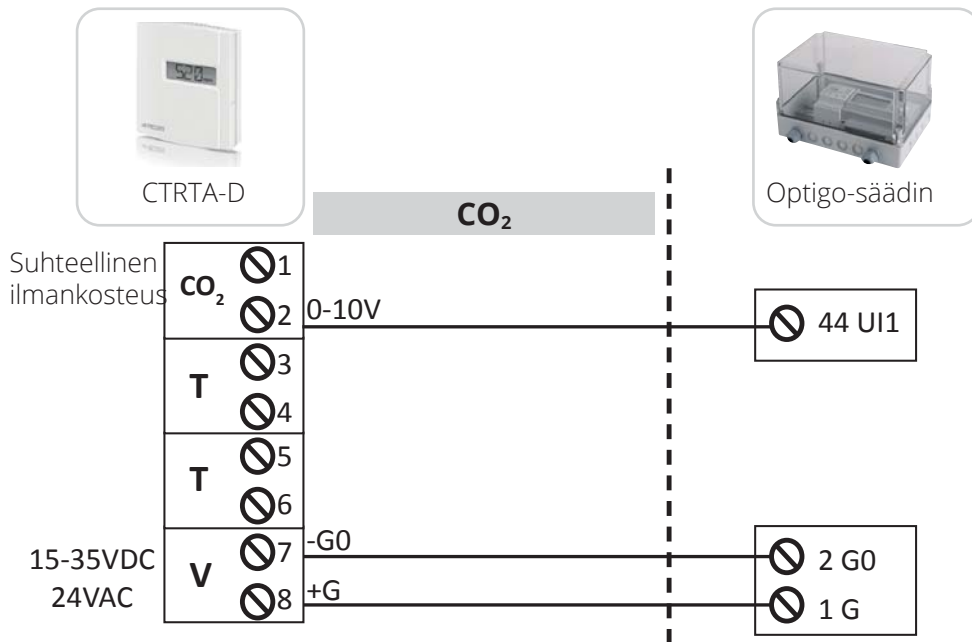 CTRTA-D
Optigo-säädin
CO₂
520
Suhteellinen
ilmankosteus
CO₂
1
2
0-10V
44 UI1
T
3
4
T
5
6
15-35VDC
24VAC
V
7
-G0
2 G0
8
+G
1 G